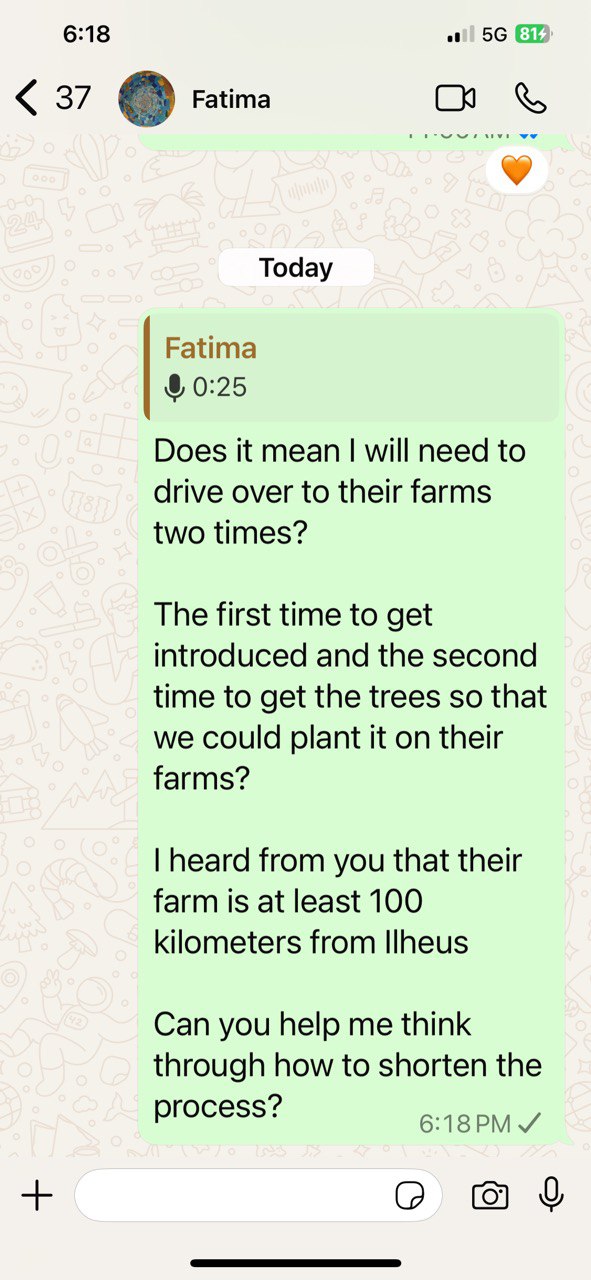 6:18
5G 81
37 Fatima
Today
Fatima
0:25
Does it mean I will need to
drive over to their farms
two times?
The first time to get
introduced and the second
time to get the trees so that
we could plant it on their
farms?
I heard from you that their
farm is at least 100
kilometers from Ilheus
Can you help me think
through how to shorten the
process?
6:18 PM